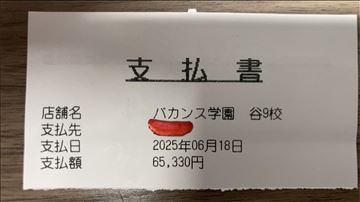 支払書
店舗名 バカンス学園 谷9校
支払先
支払日 2025年06月18日
支払額 65,330円